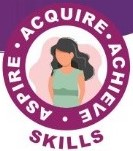 ASPIRE • ACQUIRE • ACHIEVE •
SKILLS